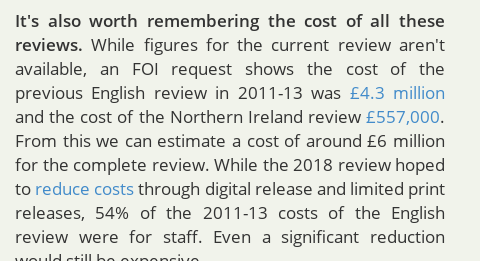 It's also worth remembering the cost of all these
reviews. While figures for the current review aren't
available, an FOI request shows the cost of the
previous English review in 2011-13 was £4.3 million
and the cost of the Northern Ireland review £557,000.
From this we can estimate a cost of around £6 million
for the complete review. While the 2018 review hoped
to reduce costs through digital release and limited print
releases, 54% of the 2011-13 costs of the English
review were for staff. Even a significant reduction
would still be expensive.